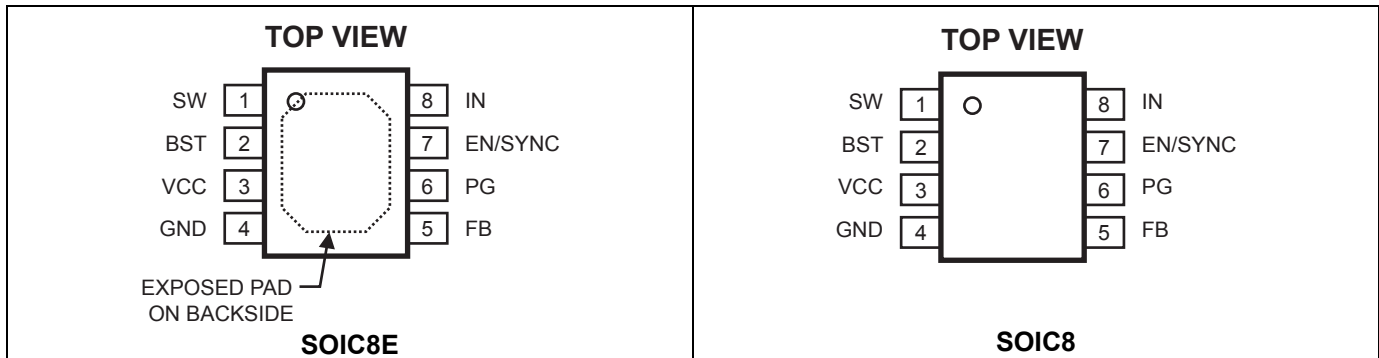 TOP VIEW
SW 1 8 IN
BST 2 7 EN/SYNC
VCC 3 6 PG
GND 4 5 FB
EXPOSED PAD
ON BACKSIDE
SOIC8E
TOP VIEW
SW 1 8 IN
BST 2 7 EN/SYNC
VCC 3 6 PG
GND 4 5 FB
SOIC8